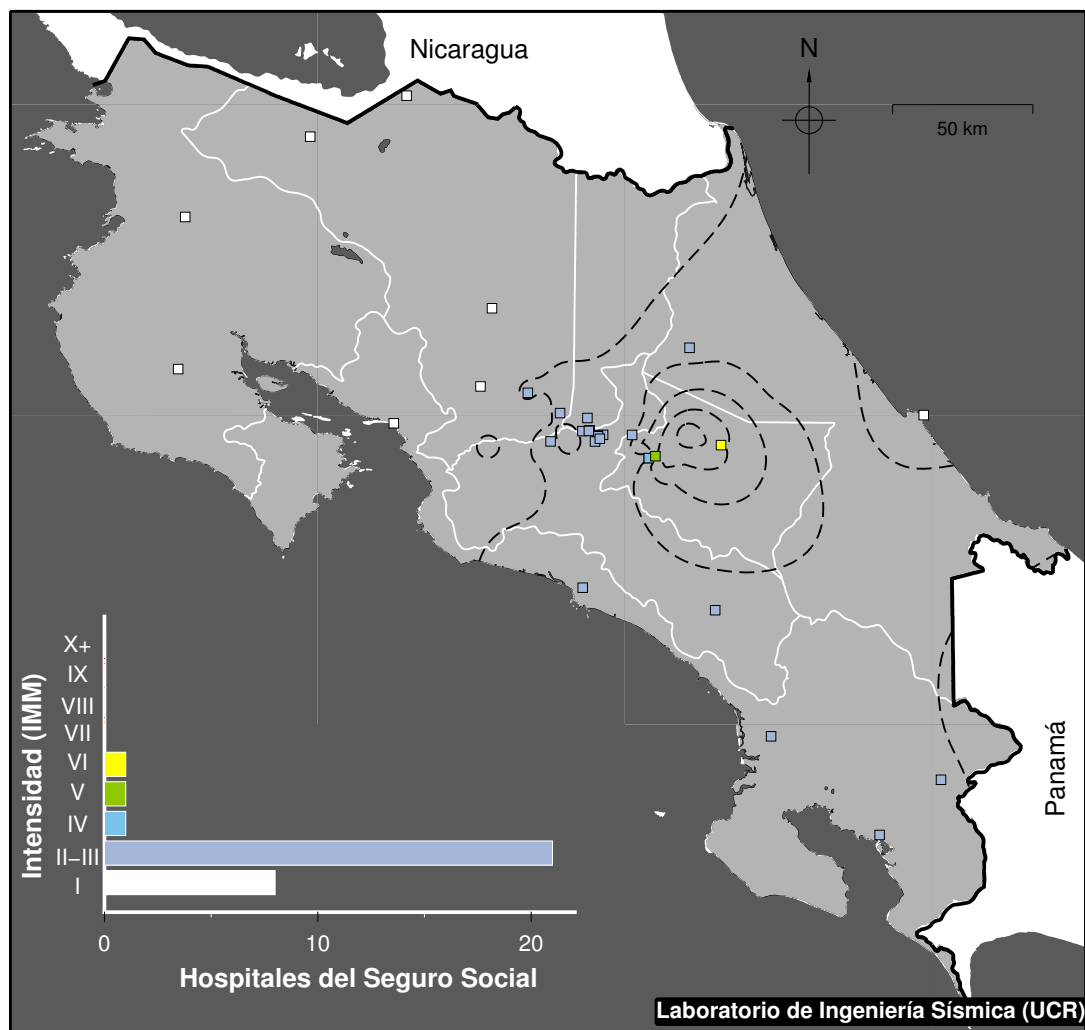 Nicaragua
N
50 km
Panamá
Intensidad (IMM)
X+
IX
VIII
VII
VI
V
IV
II–III
I
0 10 20
Hospitales del Seguro Social
Laboratorio de Ingeniería Sísmica (UCR)